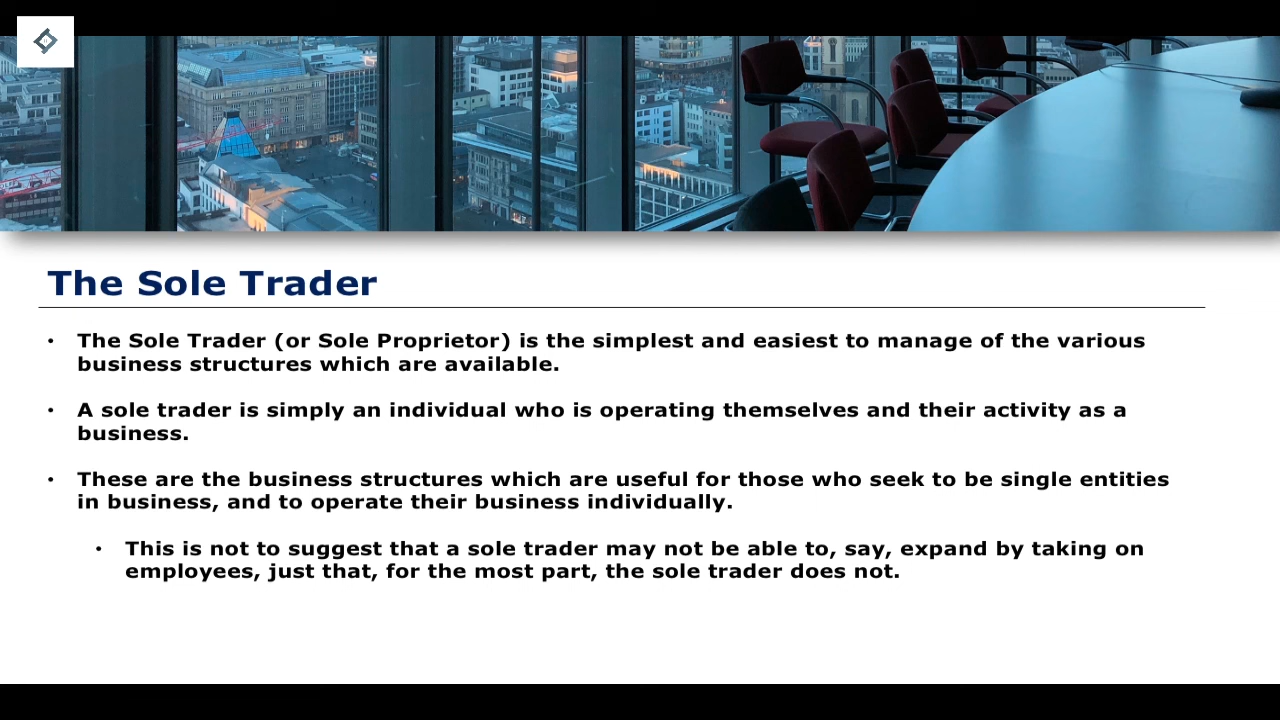 The Sole Trader
• The Sole Trader (or Sole Proprietor) is the simplest and easiest to manage of the various
business structures which are available.
• A sole trader is simply an individual who is operating themselves and their activity as a
business.
• These are the business structures which are useful for those who seek to be single entities
in business, and to operate their business individually.
• This is not to suggest that a sole trader may not be able to, say, expand by taking on
employees, just that, for the most part, the sole trader does not.